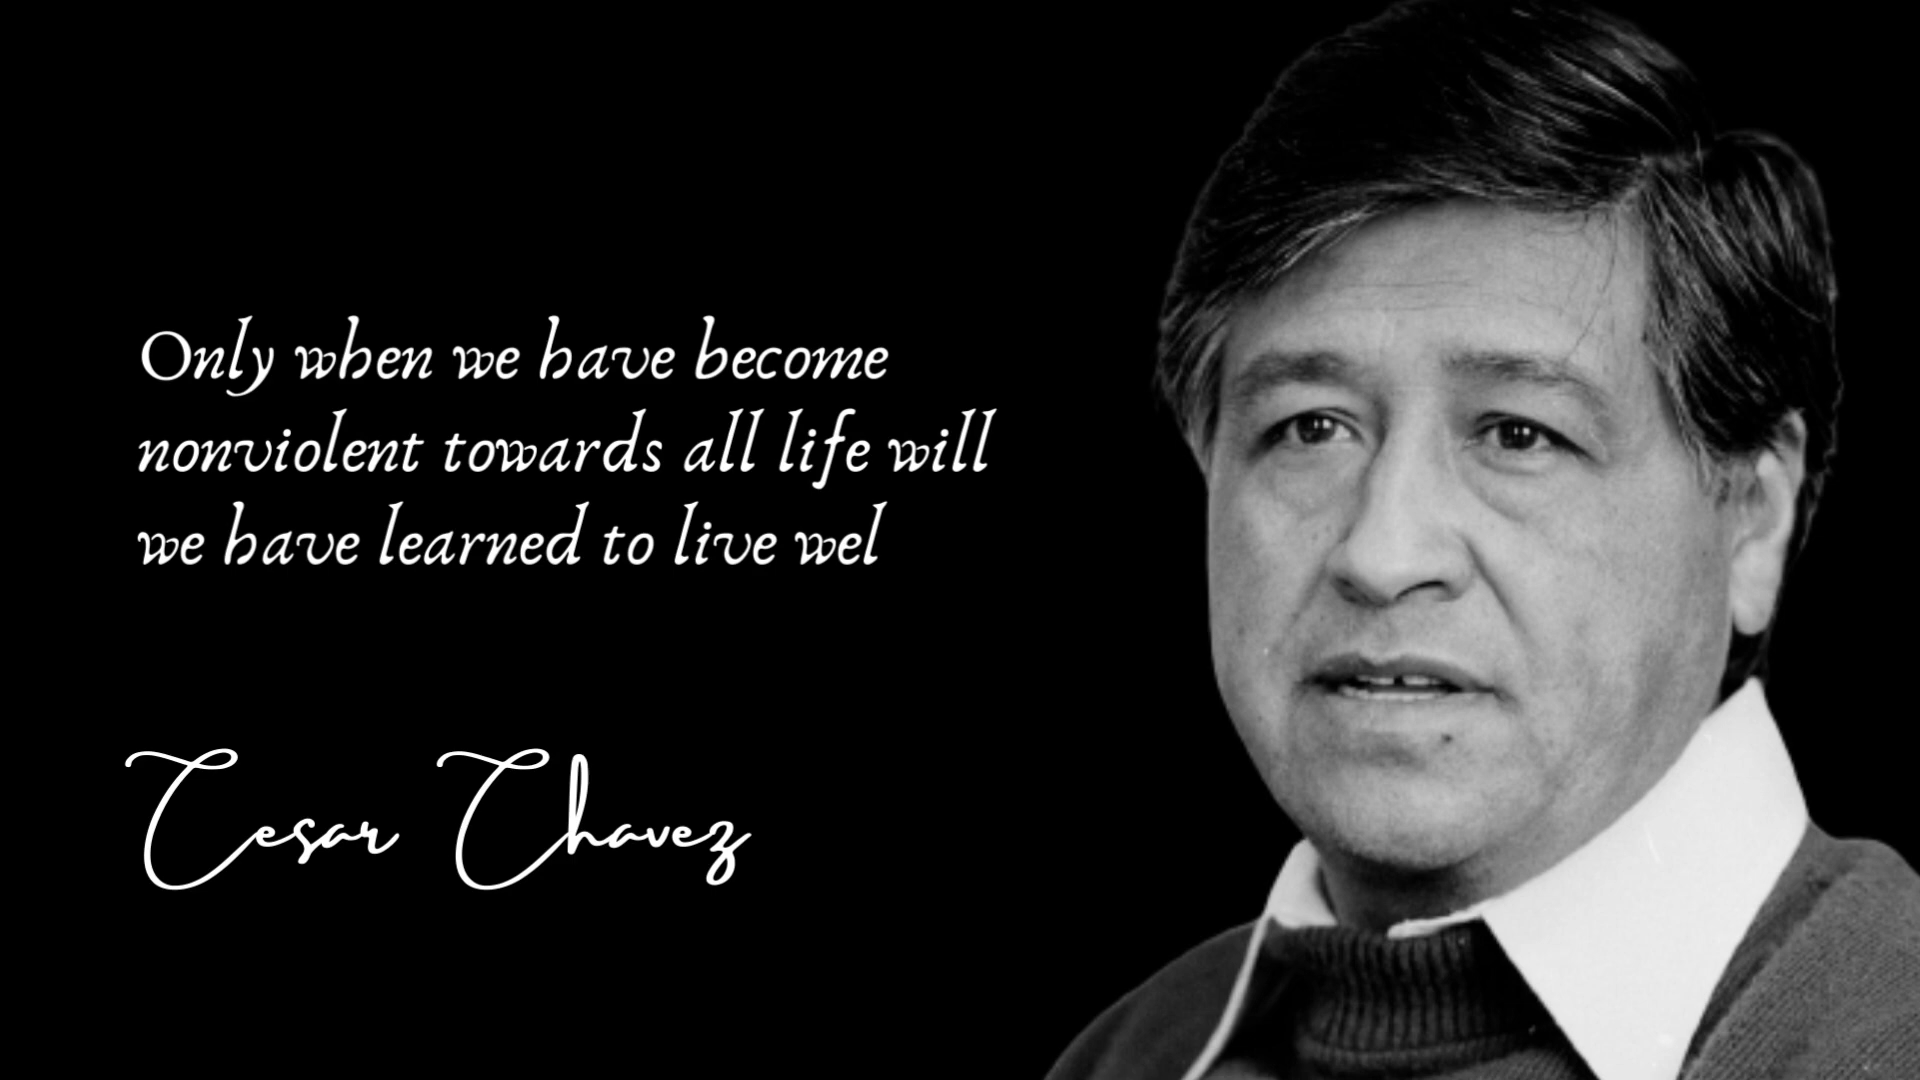 Only when we have become
nonviolent towards all life will
we have learned to live wel
Cesar Chavez